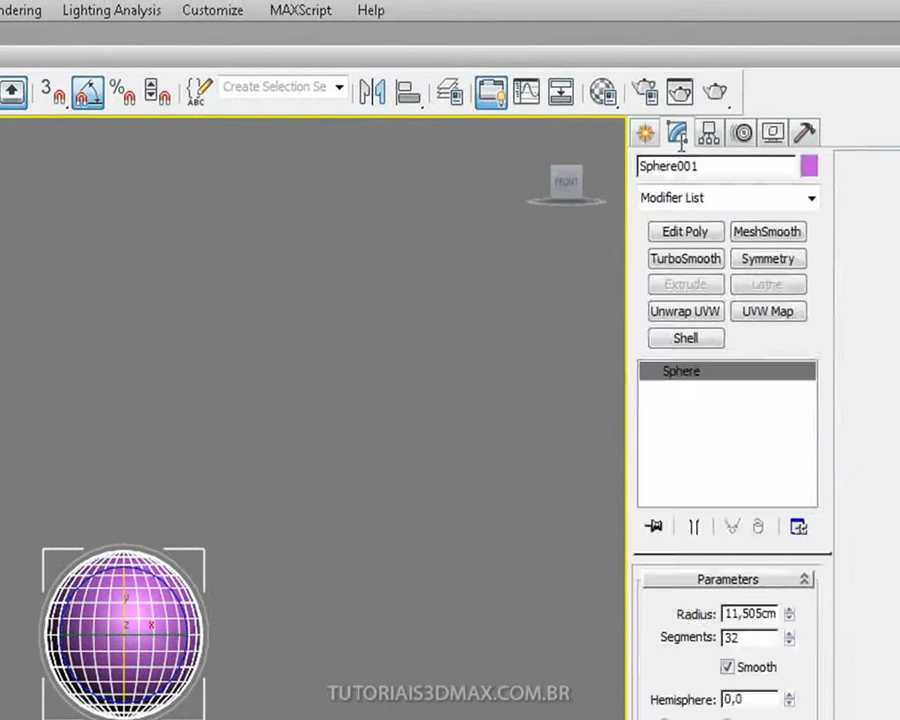 ndering Lighting Analysis Customize MAXScript Help
3 % ABC Create Selection Se
FRONT
Sphere001
Modifier List
Edit Poly MeshSmooth
TurboSmooth Symmetry
Extrude Lathe
Unwrap UVW UVW Map
Shell
Sphere
Parameters
Radius: 11,505cm
Segments: 32
Smooth
Hemisphere: 0,0
y
z x
TUTORIAIS3DMAX.COM.BR